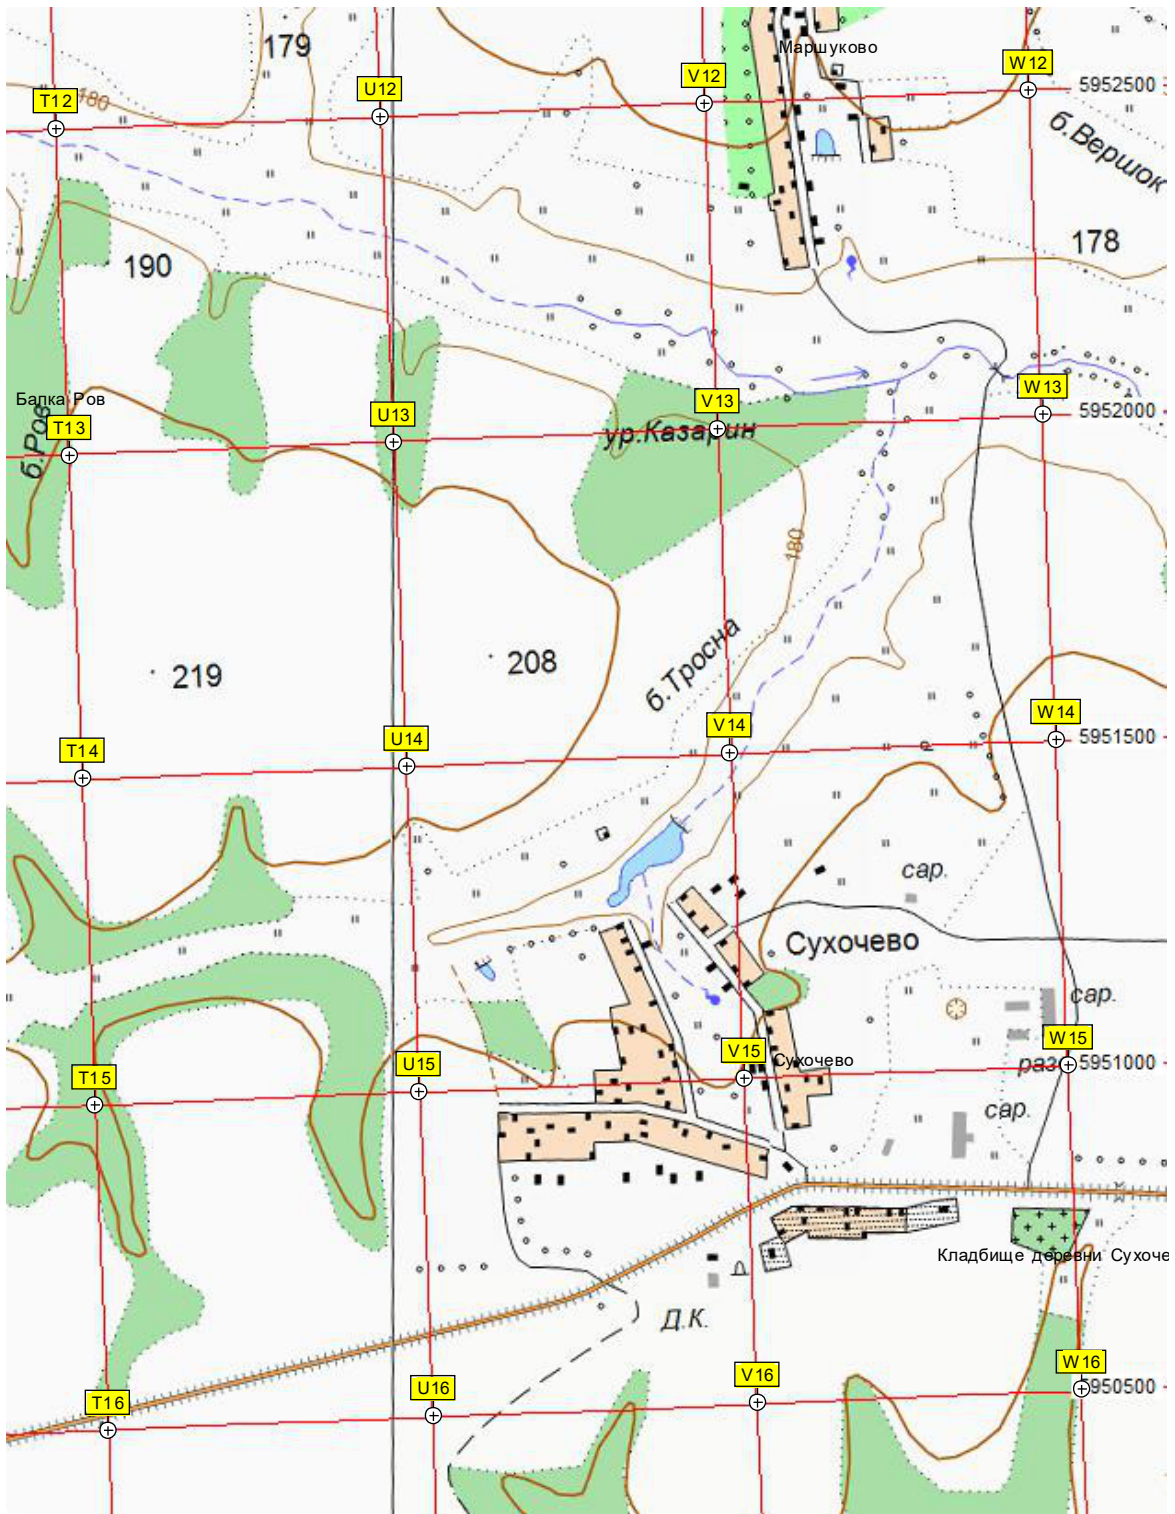 179
Маршуково
W12
5952500
U12
V12
T12
180
б.Вершок
178
190
Балка Ров
W13
5952000
V13
U13
T13
б.Ров
ур.Казарин
180
219
208
б.Тросна
W14
5951500
V14
U14
T14
сар.
Сухочево
сар.
W15
5951000
V15
Сухочево
раз
U15
T15
сар.
Кладбище деревни Сухоче
Д.К.
W16
5950500
V16
U16
T16